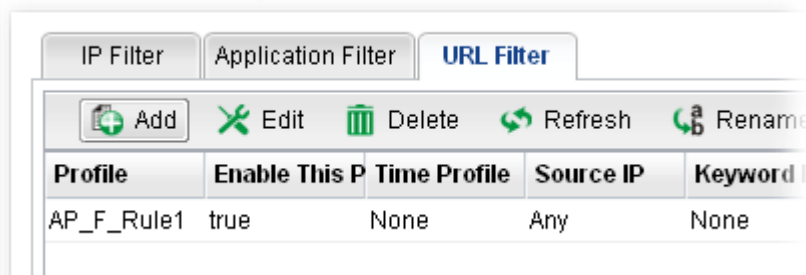 IP Filter Application Filter URL Filter
Add Edit Delete Refresh Rename
Profile Enable This P Time Profile Source IP Keyword
AP_F_Rule1 true None Any None